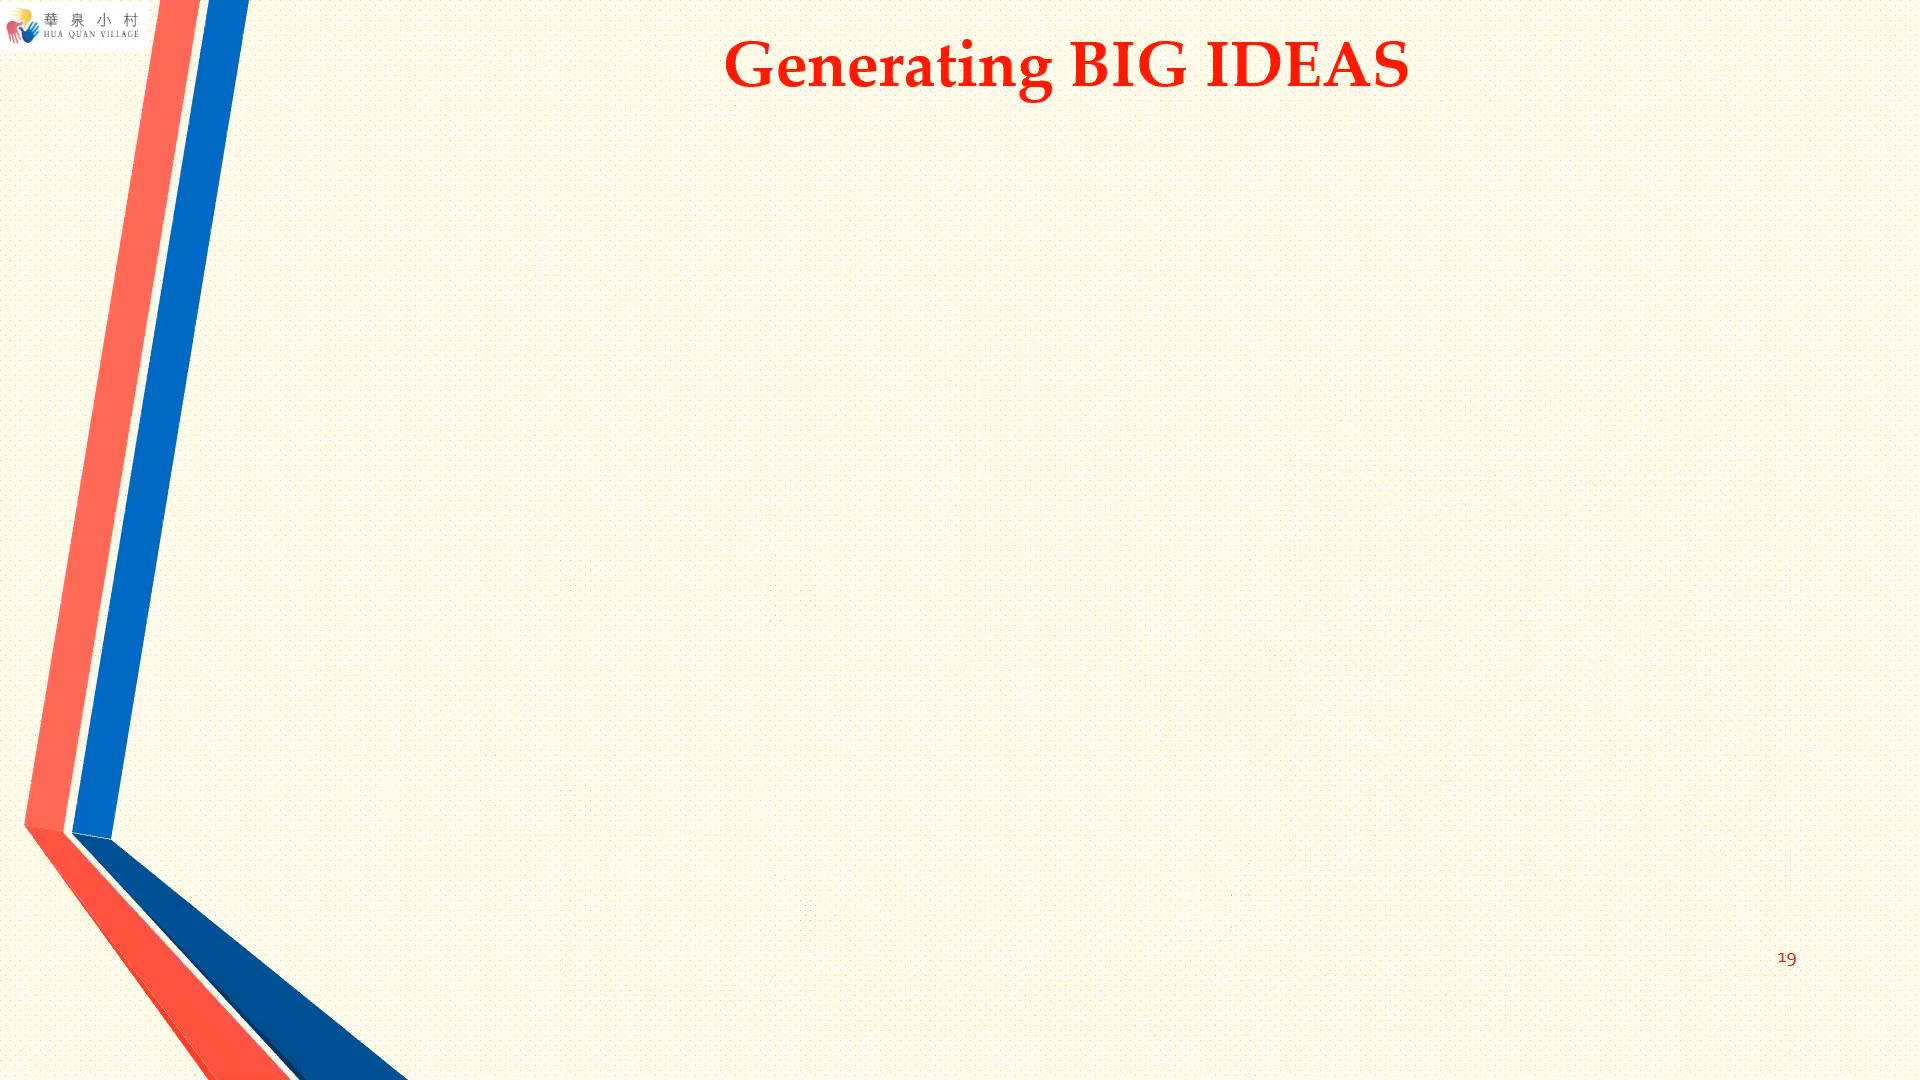 華泉小村
HUA QUAN VILLAGE
Generating BIG IDEAS
19